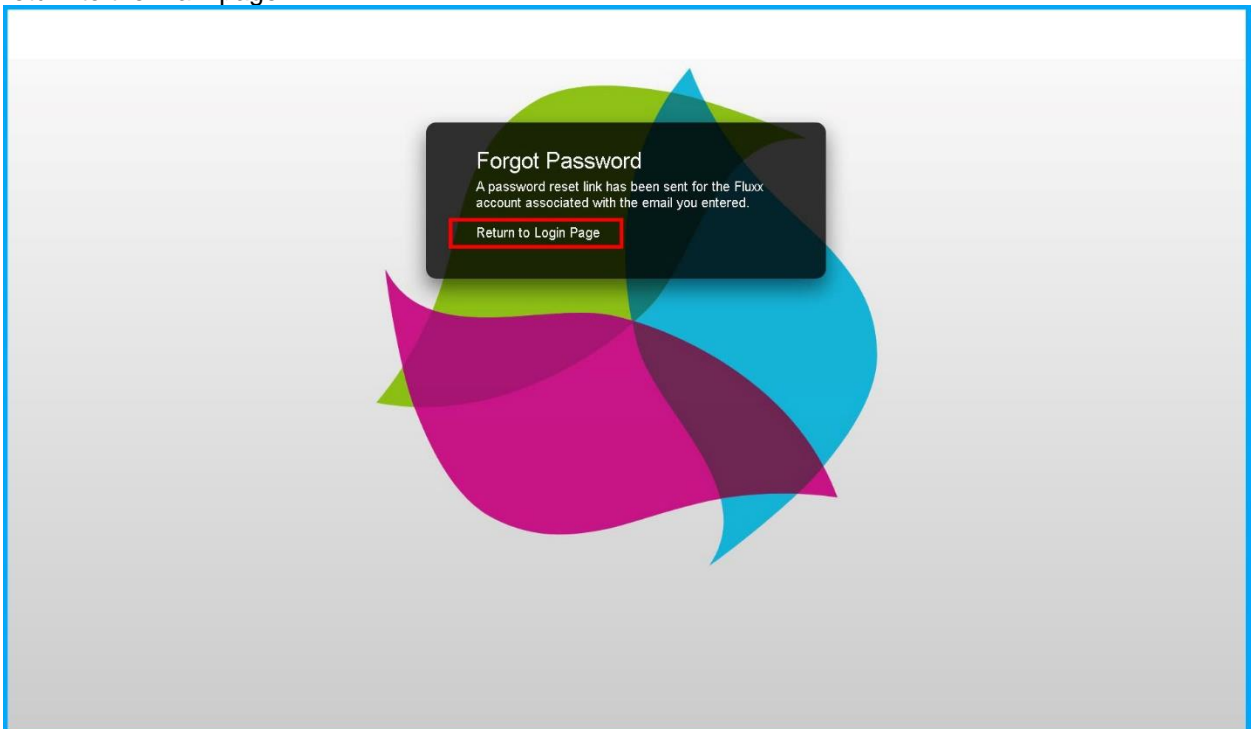 Forgot Password
A password reset link has been sent for the Fluxx
account associated with the email you entered.
Return to Login Page